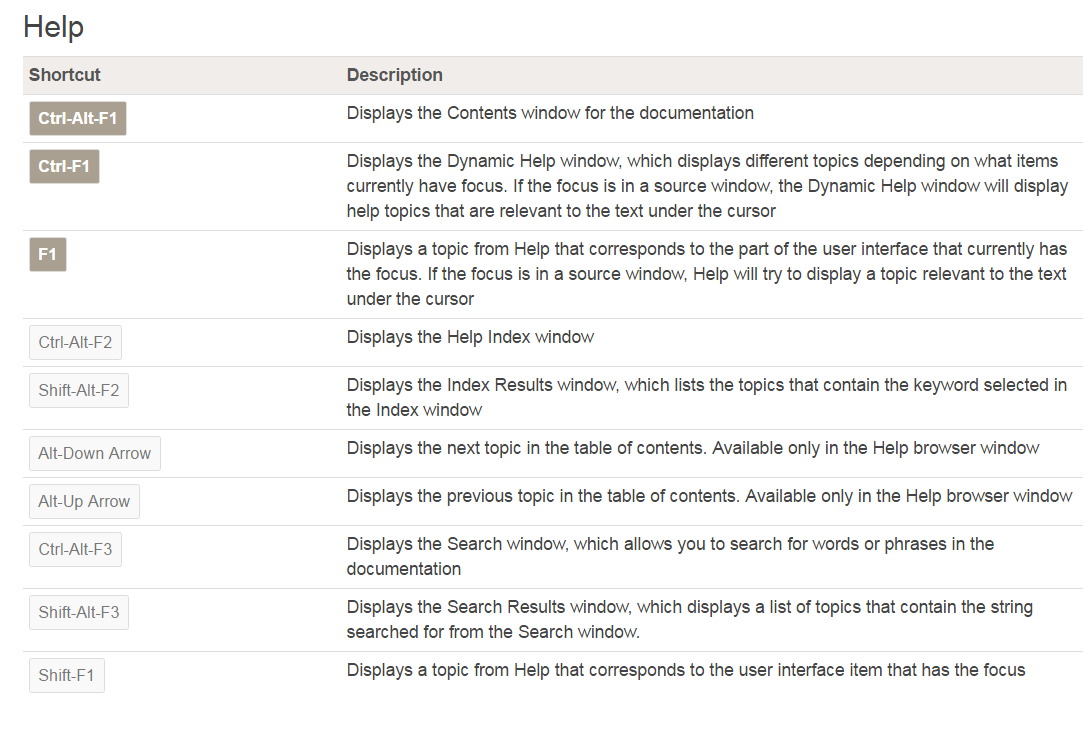 Help
Shortcut Description
Ctrl-Alt-F1 Displays the Contents window for the documentation
Ctrl-F1 Displays the Dynamic Help window, which displays different topics depending on what items
currently have focus. If the focus is in a source window, the Dynamic Help window will display
help topics that are relevant to the text under the cursor
F1 Displays a topic from Help that corresponds to the part of the user interface that currently has
the focus. If the focus is in a source window, Help will try to display a topic relevant to the text
under the cursor
Ctrl-Alt-F2 Displays the Help Index window
Shift-Alt-F2 Displays the Index Results window, which lists the topics that contain the keyword selected in
the Index window
Alt-Down Arrow Displays the next topic in the table of contents. Available only in the Help browser window
Alt-Up Arrow Displays the previous topic in the table of contents. Available only in the Help browser window
Ctrl-Alt-F3 Displays the Search window, which allows you to search for words or phrases in the
documentation
Shift-Alt-F3 Displays the Search Results window, which displays a list of topics that contain the string
searched for from the Search window.
Shift-F1 Displays a topic from Help that corresponds to the user interface item that has the focus